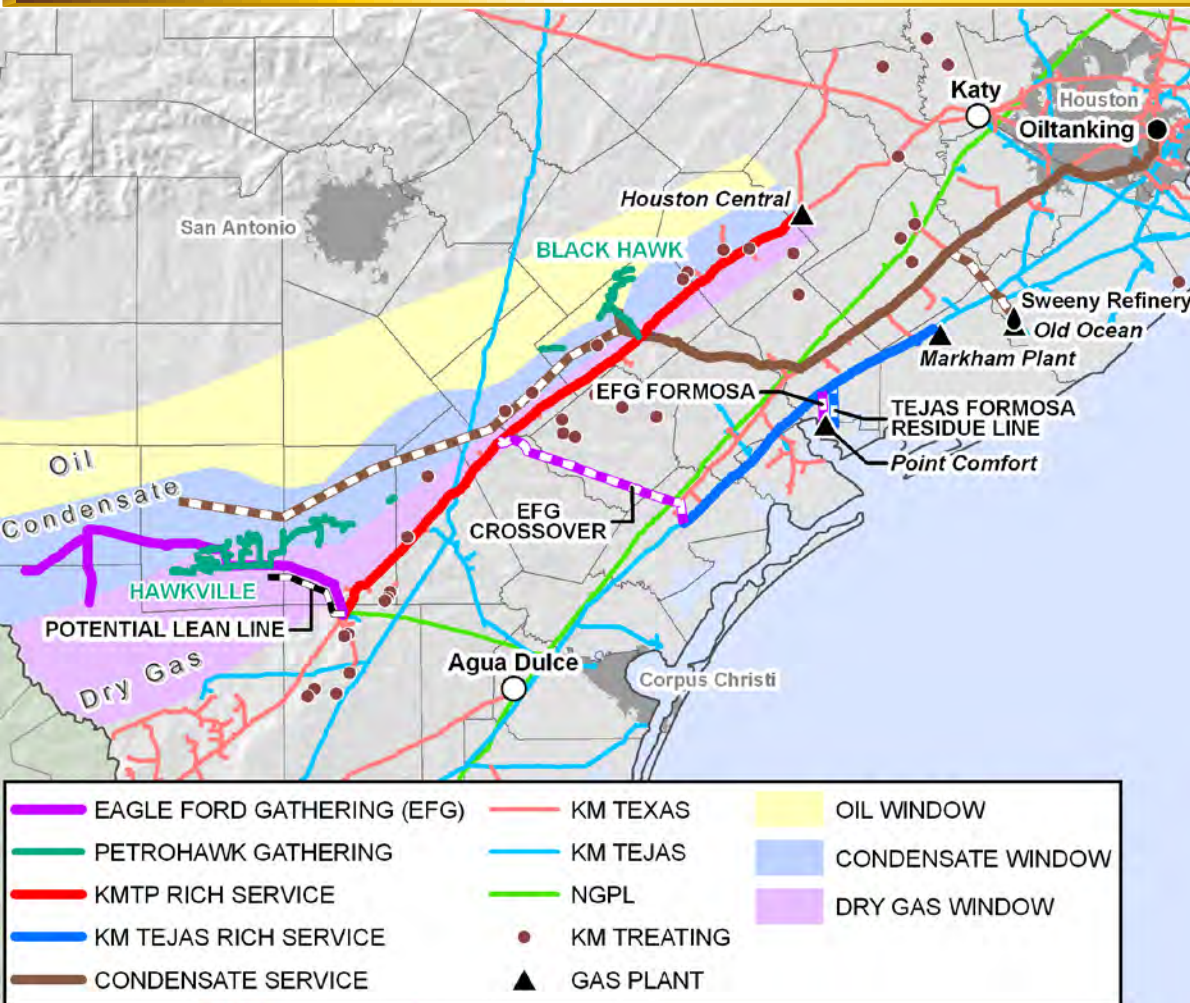 Katy
Houston
Oiltanking
Houston Central
San Antonio
BLACK HAWK
Sweeny Refinery
Old Ocean
Markham Plant
EFG FORMOSA
TEJAS FORMOSA
RESIDUE LINE
Point Comfort
Oil
Condensate
EFG
CROSSOVER
HAWKVILLE
POTENTIAL LEAN LINE
Dry Gas
Agua Dulce
Corpus Christi
EAGLE FORD GATHERING (EFG)
PETROHAWK GATHERING
KMTP RICH SERVICE
KM TEJAS RICH SERVICE
CONDENSATE SERVICE
KM TEXAS
KM TEJAS
NGPL
KM TREATING
GAS PLANT
OIL WINDOW
CONDENSATE WINDOW
DRY GAS WINDOW